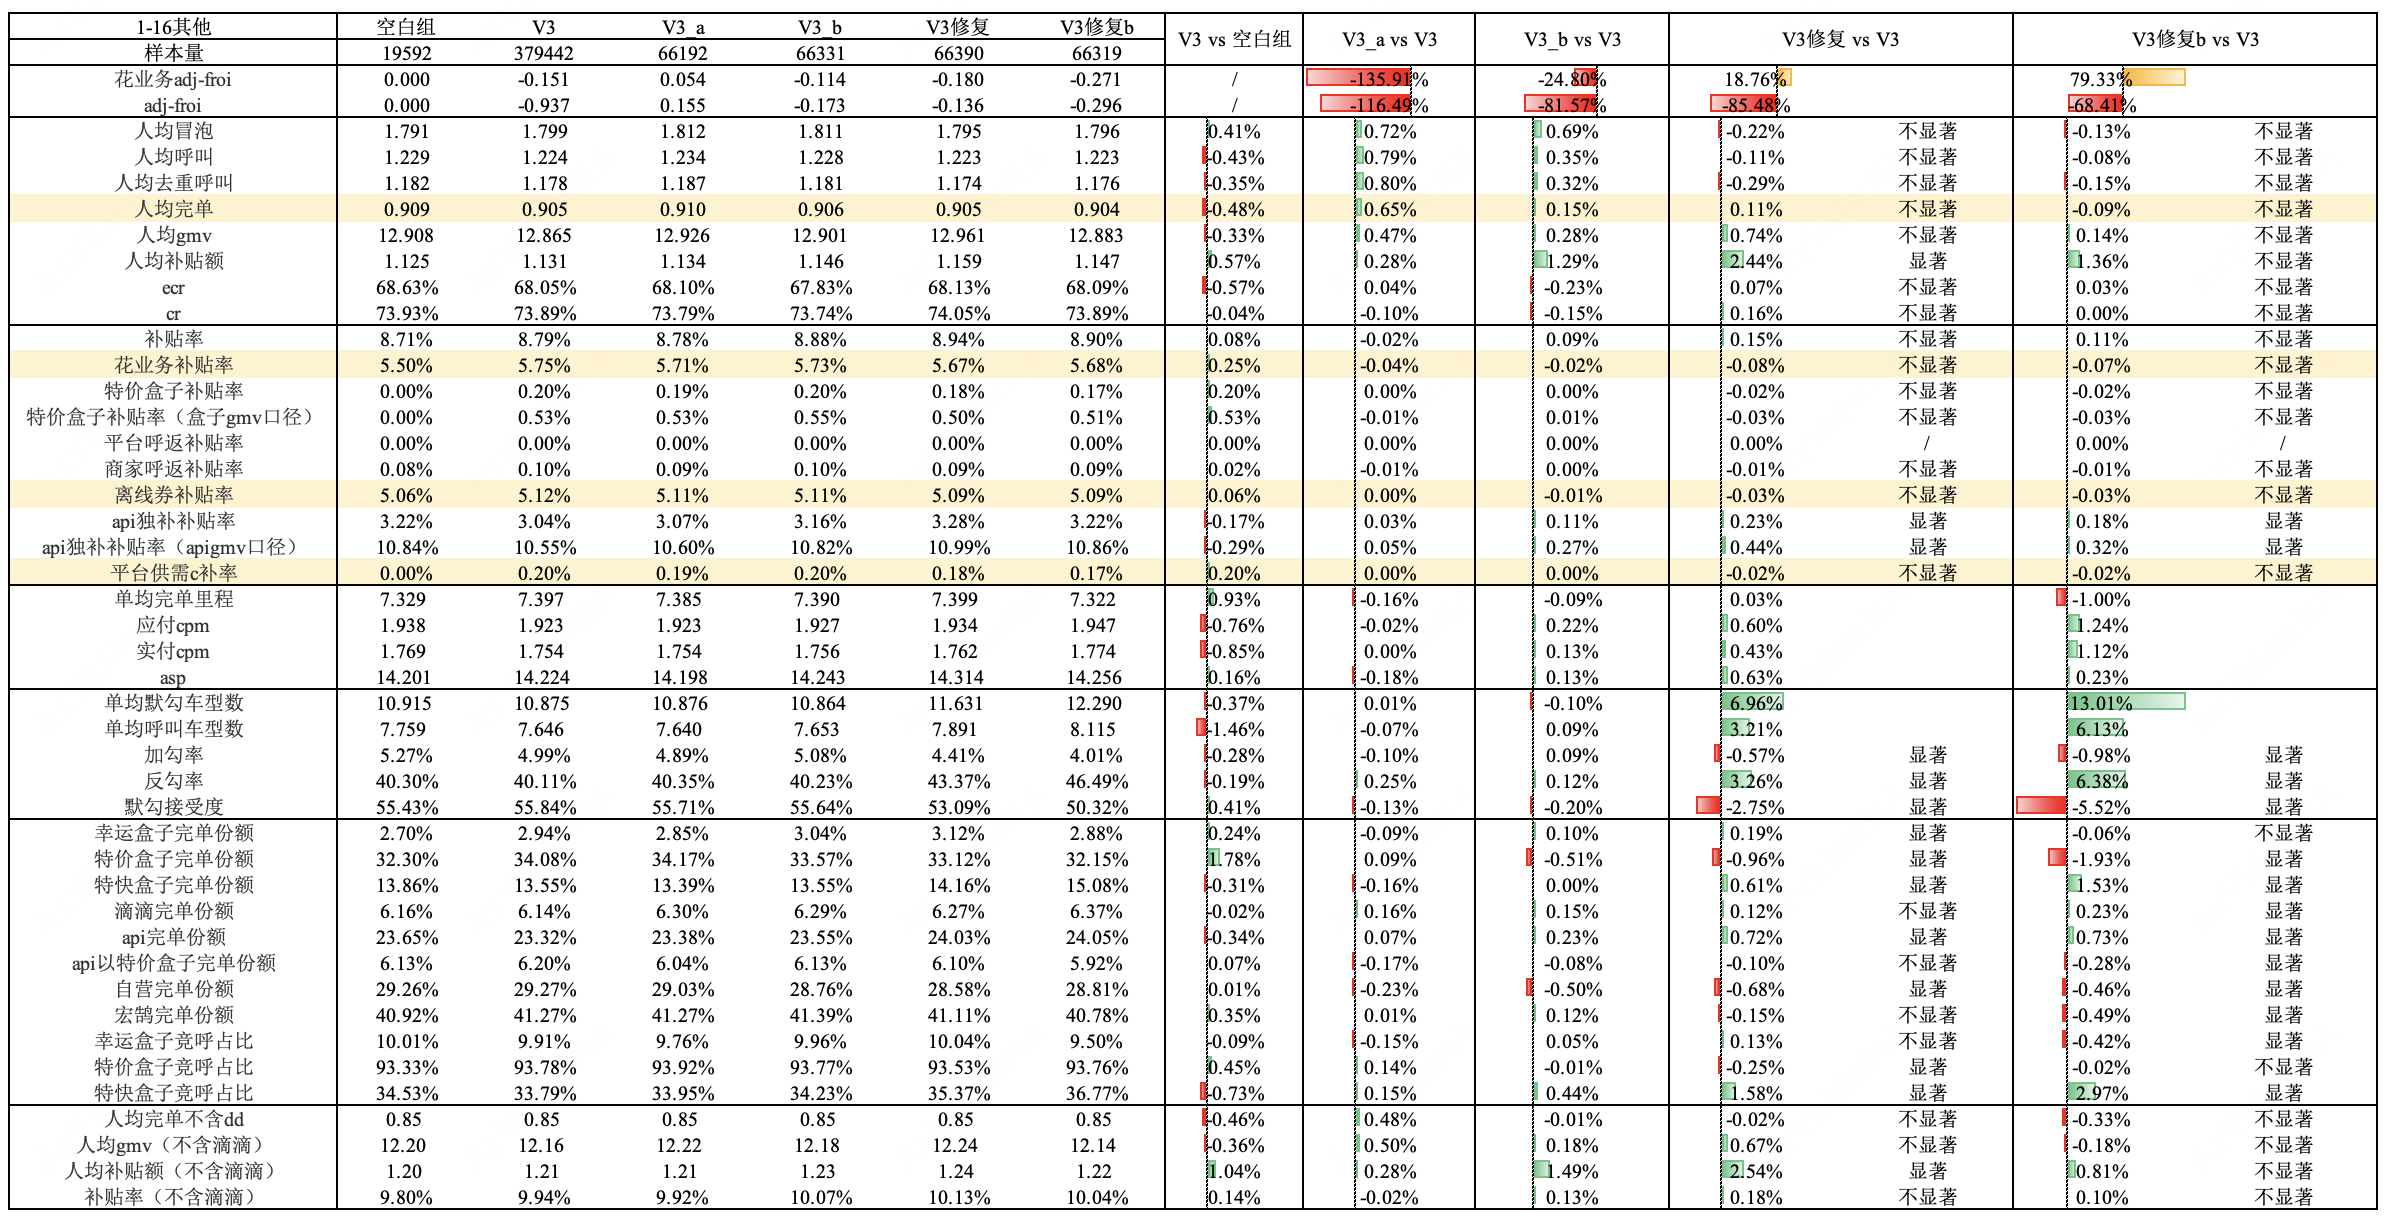 1-16其他 空白组 V3 V3_a V3_b V3修复 V3修复b V3 vs 空白组 V3_a vs V3 V3_b vs V3 V3修复 vs V3 V3修复b vs V3
样本量 19592 379442 66192 66331 66390 66319
花业务adj-froi 0.000 -0.151 0.054 -0.114 -0.180 -0.271 / -135.91% -24.80% 18.76% 79.33%
adj-froi 0.000 -0.937 0.155 -0.173 -0.136 -0.296 / -116.49% -81.57% -85.48% -68.41%
人均冒泡 1.791 1.799 1.812 1.811 1.795 1.796 0.41% 0.72% 0.69% -0.22% 不显著 -0.13% 不显著
人均呼叫 1.229 1.224 1.234 1.228 1.223 1.223 -0.43% 0.79% 0.35% -0.11% 不显著 -0.08% 不显著
人均去重呼叫 1.182 1.178 1.187 1.181 1.174 1.176 -0.35% 0.80% 0.32% -0.29% 不显著 -0.15% 不显著
人均完单 0.909 0.905 0.910 0.906 0.905 0.904 -0.48% 0.65% 0.15% 0.11% 不显著 -0.09% 不显著
人均gmv 12.908 12.865 12.926 12.901 12.961 12.883 -0.33% 0.47% 0.28% 0.74% 不显著 0.14% 不显著
人均补贴额 1.125 1.131 1.134 1.146 1.159 1.147 0.57% 0.28% 1.29% 2.44% 显著 1.36% 不显著
ecr 68.63% 68.05% 68.10% 67.83% 68.13% 68.09% -0.57% 0.04% -0.23% 0.07% 不显著 0.03% 不显著
cr 73.93% 73.89% 73.79% 73.74% 74.05% 73.89% -0.04% -0.10% -0.15% 0.16% 不显著 0.00% 不显著
补贴率 8.71% 8.79% 8.78% 8.88% 8.94% 8.90% 0.08% -0.02% 0.09% 0.15% 不显著 0.11% 不显著
花业务补贴率 5.50% 5.75% 5.71% 5.73% 5.67% 5.68% 0.25% -0.04% -0.02% -0.08% 不显著 -0.07% 不显著
特价盒子补贴率 0.00% 0.20% 0.19% 0.20% 0.18% 0.17% 0.20% 0.00% 0.00% -0.02% 不显著 -0.02% 不显著
特价盒子补贴率（盒子gmv口径） 0.00% 0.53% 0.53% 0.55% 0.50% 0.51% 0.53% -0.01% 0.01% -0.03% 不显著 -0.03% 不显著
平台呼返补贴率 0.00% 0.00% 0.00% 0.00% 0.00% 0.00% 0.00% 0.00% 0.00% 0.00% / 0.00% /
商家呼返补贴率 0.08% 0.10% 0.09% 0.10% 0.09% 0.09% 0.02% -0.01% 0.00% -0.01% 不显著 -0.01% 不显著
离线券补贴率 5.06% 5.12% 5.11% 5.11% 5.09% 5.09% 0.06% 0.00% -0.01% -0.03% 不显著 -0.03% 不显著
api独补补贴率 3.22% 3.04% 3.07% 3.16% 3.28% 3.22% -0.17% 0.03% 0.11% 0.23% 显著 0.18% 显著
api独补补贴率（apigmv口径） 10.84% 10.55% 10.60% 10.82% 10.99% 10.86% -0.29% 0.05% 0.27% 0.44% 显著 0.32% 显著
平台供需c补率 0.00% 0.20% 0.19% 0.20% 0.18% 0.17% 0.20% 0.00% 0.00% -0.02% 不显著 -0.02% 不显著
单均完单里程 7.329 7.397 7.385 7.390 7.399 7.322 0.93% -0.16% -0.09% 0.03% -1.00%
应付cpm 1.938 1.923 1.923 1.927 1.934 1.947 -0.76% -0.02% 0.22% 0.60% 1.24%
实付cpm 1.769 1.754 1.754 1.756 1.762 1.774 -0.85% 0.00% 0.13% 0.43% 1.12%
asp 14.201 14.224 14.198 14.243 14.314 14.256 0.16% -0.18% 0.13% 0.63% 0.23%
单均默勾车型数 10.915 10.875 10.876 10.864 11.631 12.290 -0.37% 0.01% -0.10% 6.96% 13.01%
单均呼叫车型数 7.759 7.646 7.640 7.653 7.891 8.115 -1.46% -0.07% 0.09% 3.21% 6.13%
加勾率 5.27% 4.99% 4.89% 5.08% 4.41% 4.01% -0.28% -0.10% 0.09% -0.57% 显著 -0.98% 显著
反勾率 40.30% 40.11% 40.35% 40.23% 43.37% 46.49% -0.19% 0.25% 0.12% 3.26% 显著 6.38% 显著
默勾接受度 55.43% 55.84% 55.71% 55.64% 53.09% 50.32% 0.41% -0.13% -0.20% -2.75% 显著 -5.52% 显著
幸运盒子完单份额 2.70% 2.94% 2.85% 3.04% 3.12% 2.88% 0.24% -0.09% 0.10% 0.19% 显著 -0.06% 不显著
特价盒子完单份额 32.30% 34.08% 34.17% 33.57% 33.12% 32.15% 1.78% 0.09% -0.51% -0.96% 显著 -1.93% 显著
特快盒子完单份额 13.86% 13.55% 13.39% 13.55% 14.16% 15.08% -0.31% -0.16% 0.00% 0.61% 显著 1.53% 显著
滴滴完单份额 6.16% 6.14% 6.30% 6.29% 6.27% 6.37% -0.02% 0.16% 0.15% 0.12% 不显著 0.23% 显著
api完单份额 23.65% 23.32% 23.38% 23.55% 24.03% 24.05% -0.34% 0.07% 0.23% 0.72% 显著 0.73% 显著
api以特价盒子完单份额 6.13% 6.20% 6.04% 6.13% 6.10% 5.92% 0.07% -0.17% -0.08% -0.10% 不显著 -0.28% 显著
自营完单份额 29.26% 29.27% 29.03% 28.76% 28.58% 28.81% 0.01% -0.23% -0.50% -0.68% 显著 -0.46% 显著
宏鹄完单份额 40.92% 41.27% 41.27% 41.39% 41.11% 40.78% 0.35% 0.01% 0.12% -0.15% 不显著 -0.49% 显著
幸运盒子竞呼占比 10.01% 9.91% 9.76% 9.96% 10.04% 9.50% -0.09% -0.15% 0.05% 0.13% 不显著 -0.42% 显著
特价盒子竞呼占比 93.33% 93.78% 93.92% 93.77% 93.53% 93.76% 0.45% 0.14% -0.01% -0.25% 显著 -0.02% 不显著
特快盒子竞呼占比 34.53% 33.79% 33.95% 34.23% 35.37% 36.77% -0.73% 0.15% 0.44% 1.58% 显著 2.97% 显著
人均完单不含dd 0.85 0.85 0.85 0.85 0.85 0.85 -0.46% 0.48% -0.01% -0.02% 不显著 -0.33% 不显著
人均gmv（不含滴滴） 12.20 12.16 12.22 12.18 12.24 12.14 -0.36% 0.50% 0.18% 0.67% 不显著 -0.18% 不显著
人均补贴额（不含滴滴） 1.20 1.21 1.21 1.23 1.24 1.22 1.04% 0.28% 1.49% 2.54% 显著 0.81% 不显著
补贴率（不含滴滴） 9.80% 9.94% 9.92% 10.07% 10.13% 10.04% 0.14% -0.02% 0.13% 0.18% 不显著 0.10% 不显著